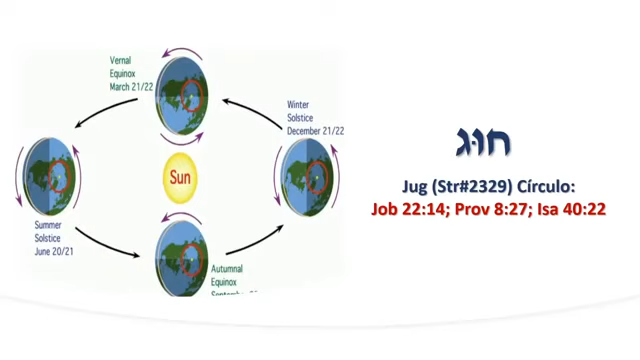 Vernal
Equinox
March 21/22
Winter
Solstice
December 21/22
Sun
Summer
Solstice
June 20/21
Autumnal
Equinox
חוּג
Jug (Str#2329) Círculo:
Job 22:14; Prov 8:27; Isa 40:22